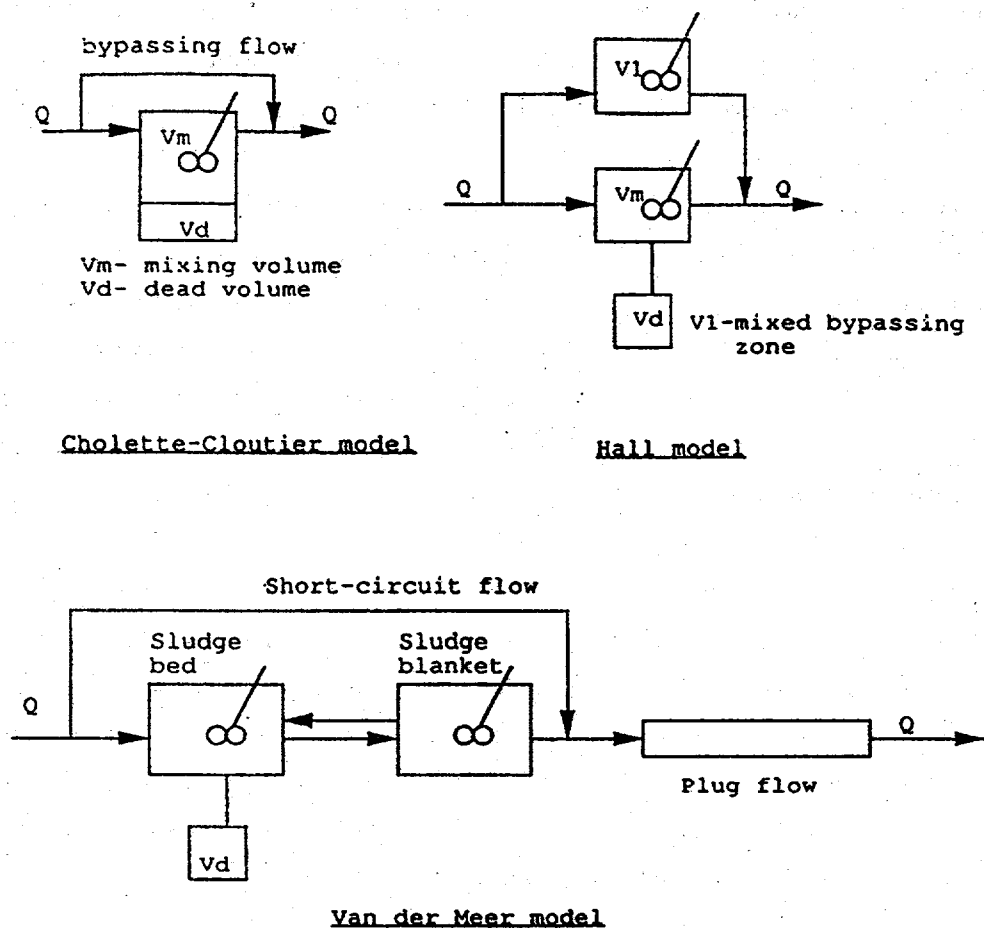 bypassing flow
Q
Q
Vm
Vd
Vm- mixing volume
Vd- dead volume
Cholette-Cloutier model
V1
Q
Vm
Q
Vd
V1-mixed bypassing
zone
Hall model
Short-circuit flow
Sludge
bed
Sludge
blanket
Q
Q
Plug flow
Vd
Van der Meer model